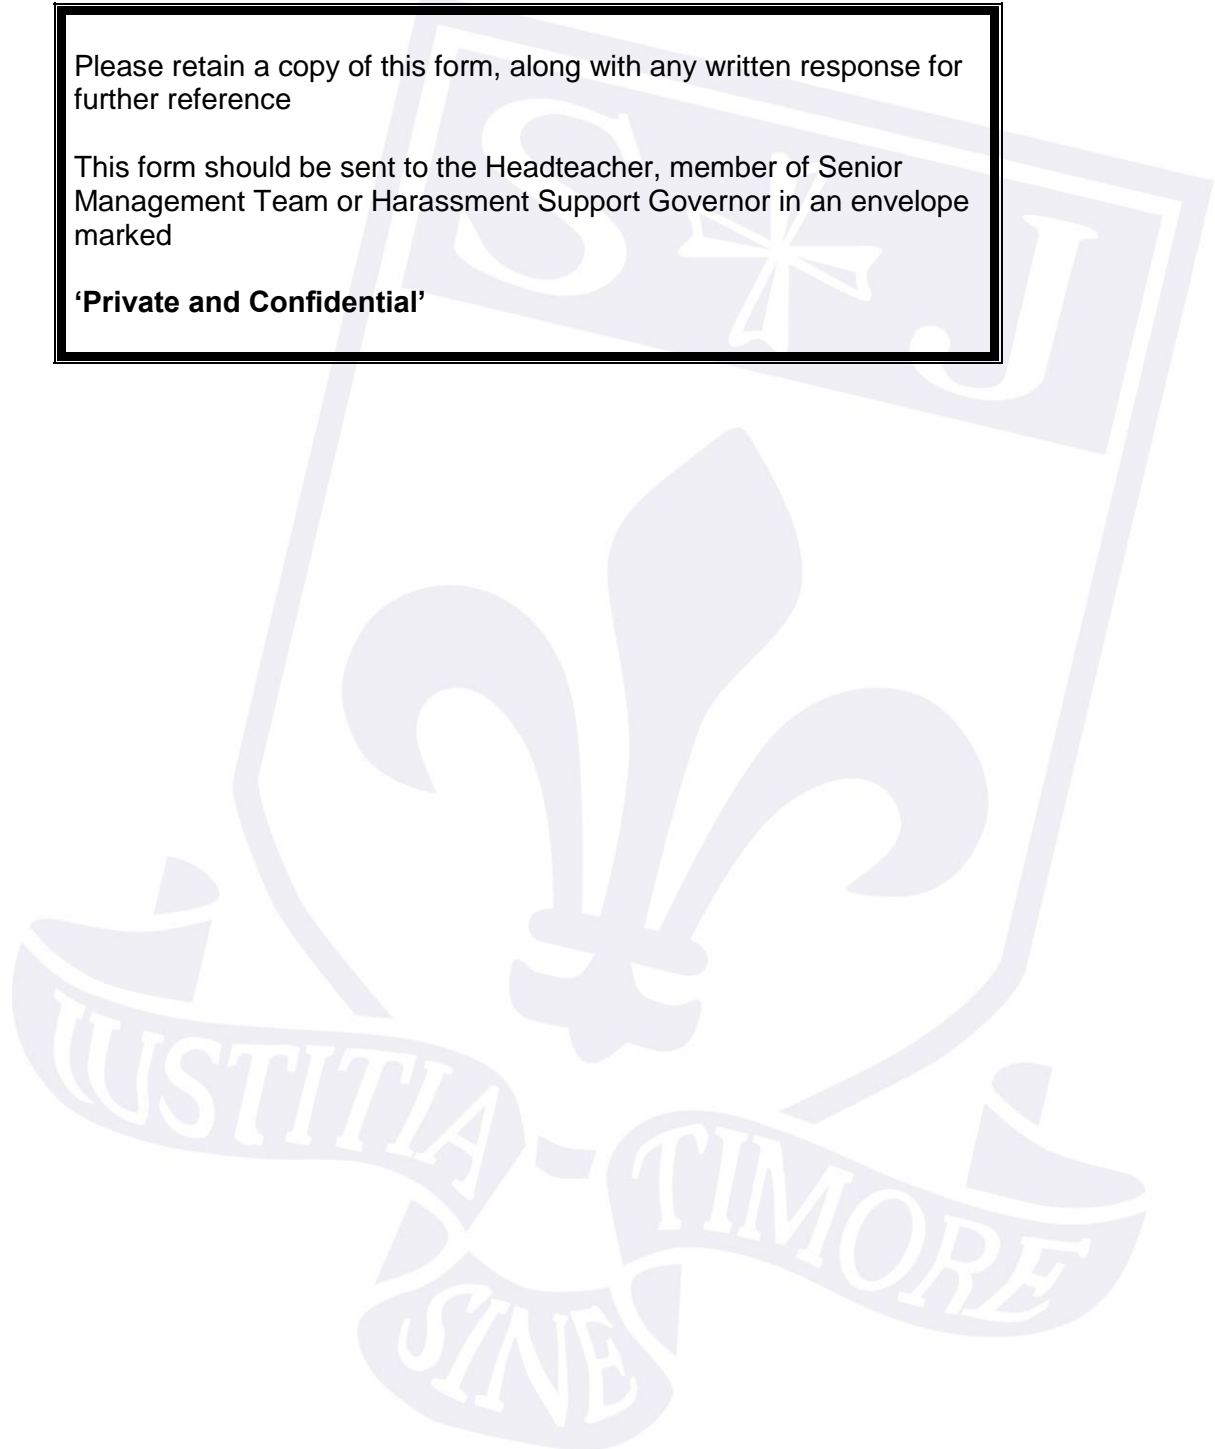 Please retain a copy of this form, along with any written response for
further reference
This form should be sent to the Headteacher, member of Senior
Management Team or Harassment Support Governor in an envelope
marked
‘Private and Confidential’
S J
IUSTITIA
SINE
TIMORE